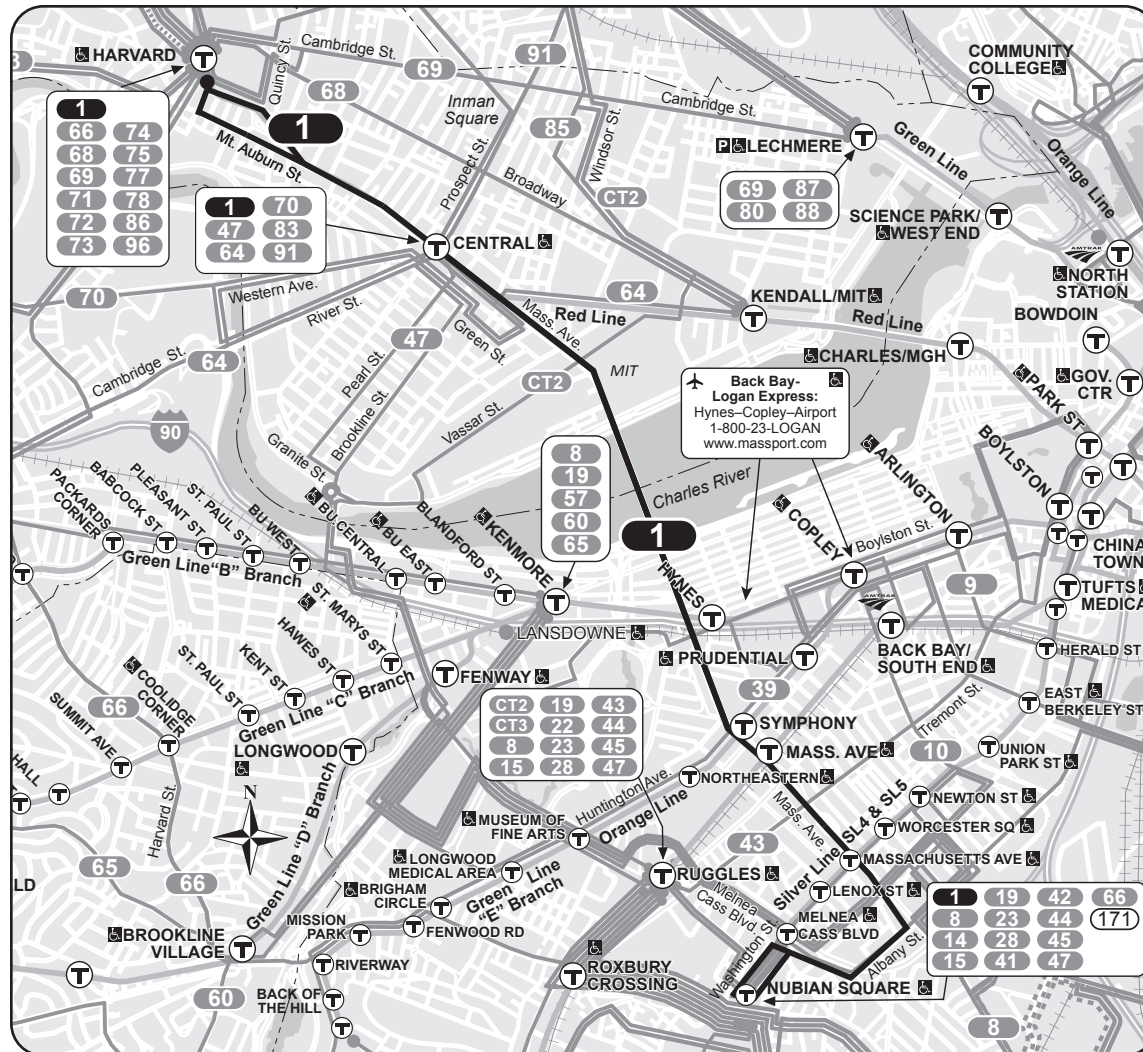 HARVARD
1
66 74
68 75
69 77
71 78
72 86
73 96
Quincy St.
Cambridge St.
69
68
1
Mt. Auburn St.
Inman
Square
91
85
Windsor St.
Prospect St.
Broadway
CT2
Cambridge St.
P LECHMERE
69 87
80 88
COMMUNITY
COLLEGE
Green Line
Orange Line
SCIENCE PARK/
WEST END
AMTRAK
NORTH
STATION
BOWDOIN
1 70
47 83
64 91
CENTRAL
70
Western Ave.
River St.
Cambridge St.
64
Green St.
47
Pearl St.
Brookline St.
Mass. Ave.
Red Line
64
KENDALL/MIT
Red Line
CHARLES/MGH
GOV.
CTR
PARK ST
MIT
CT2
Vassar St.
90
Granite St.
Back Bay-
Logan Express:
Hynes–Copley–Airport
1-800-23-LOGAN
www.massport.com
Charles River
8
19
57
60
65
1
ARLINGTON
BOYLSTON
COPLEY
Boylston St.
CHINA
TOWN
TUFTS
MEDICA
PACKARDS
CORNER
BABCOCK ST
PLEASANT ST
ST. PAUL ST
BU WEST
BU CENTRAL
BU EAST
BLANDFORD ST
KENMORE
HYNES
Green Line"B" Branch
9
LANSDOWNE
PRUDENTIAL
AMTRAK
BACK BAY/
SOUTH END
HERALD ST
EAST
BERKELEY ST
ST. MARYS ST
HAWES ST
KENT ST
ST. PAUL ST
COOLIDGE
CORNER
SUMMIT AVE
HALL
66
Green Line "C" Branch
FENWAY
LONGWOOD
39
SYMPHONY
MASS. AVE
Tremont St.
10
UNION
PARK ST
CT2 19 43
CT3 22 44
8 23 45
15 28 47
NORTHEASTERN
Huntington Ave.
Orange Line
NEWTON ST
WORCESTER SQ
SL4 & SL5
Silver Line
Mass. Ave.
MASSACHUSETTS AVE
LENOX ST
N
Harvard St.
65
66
Green Line "D" Branch
MUSEUM OF
FINE ARTS
LONGWOOD
MEDICAL AREA
BRIGHAM
CIRCLE
Green Line
"E" Branch
MISSION
PARK
FENWOOD RD
RIVERWAY
BACK OF
THE HILL
BROOKLINE
VILLAGE
60
LD
43
RUGGLES
Melnea
Cass Blvd.
MELNEA
CASS BLVD
Washington St.
Albany St.
ROXBURY
CROSSING
NUBIAN SQUARE
1 19 42 66
8 23 44 171
14 28 45
15 41 47
8